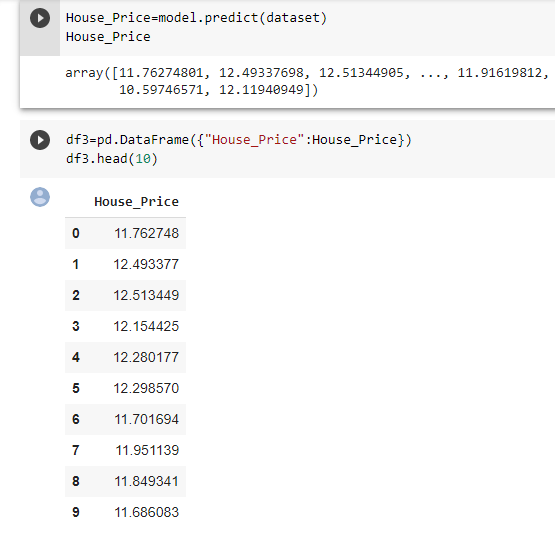 House_Price=model.predict(dataset)
House_Price
array([11.76274801, 12.49337698, 12.51344905, ..., 11.91619812,
10.59746571, 12.11940949])
df3=pd.DataFrame({"House_Price":House_Price})
df3.head(10)
House_Price
0 11.762748
1 12.493377
2 12.513449
3 12.154425
4 12.280177
5 12.298570
6 11.701694
7 11.951139
8 11.849341
9 11.686083